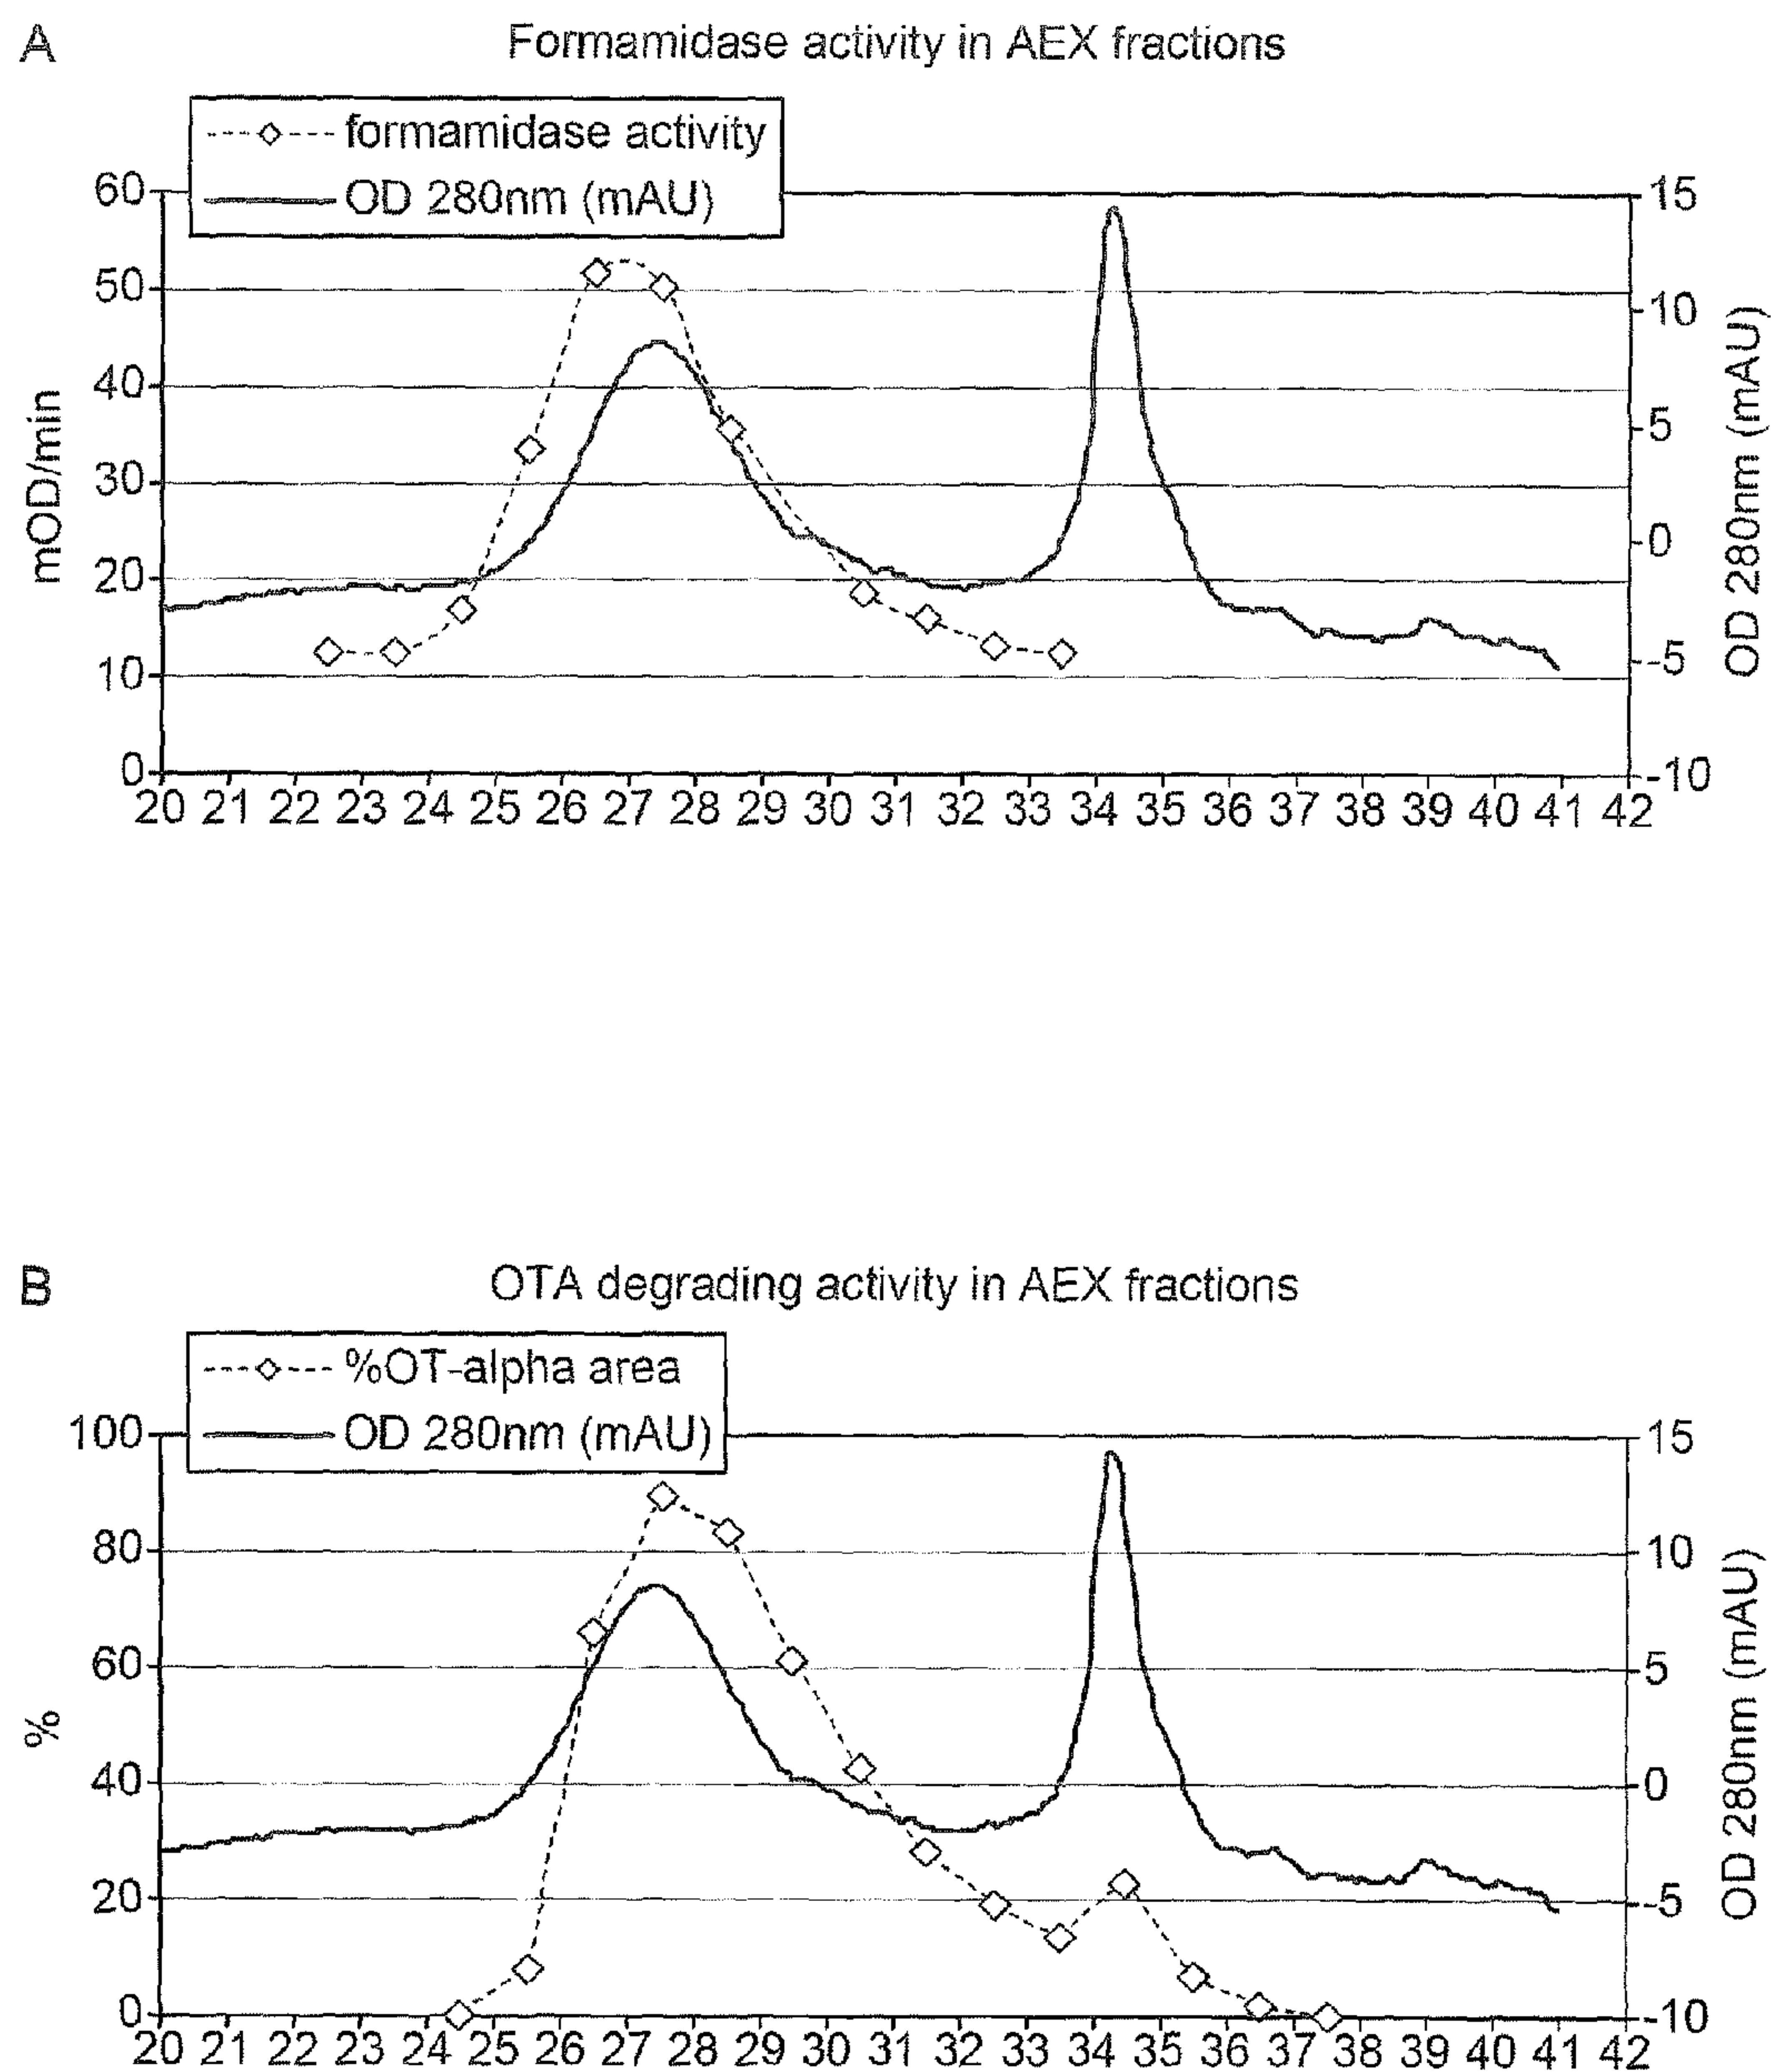 A
Formamidase activity in AEX fractions
formamidase activity
OD 280nm (mAU)
60
50
40
30
20
10
0
mOD/min
15
10
5
0
-5
-10
OD 280nm (mAU)
20 21 22 23 24 25 26 27 28 29 30 31 32 33 34 35 36 37 38 39 40 41 42
B
OTA degrading activity in AEX fractions
%OT-alpha area
OD 280nm (mAU)
100
80
60
40
20
0
%
15
10
5
0
-5
-10
OD 280nm (mAU)
20 21 22 23 24 25 26 27 28 29 30 31 32 33 34 35 36 37 38 39 40 41 42